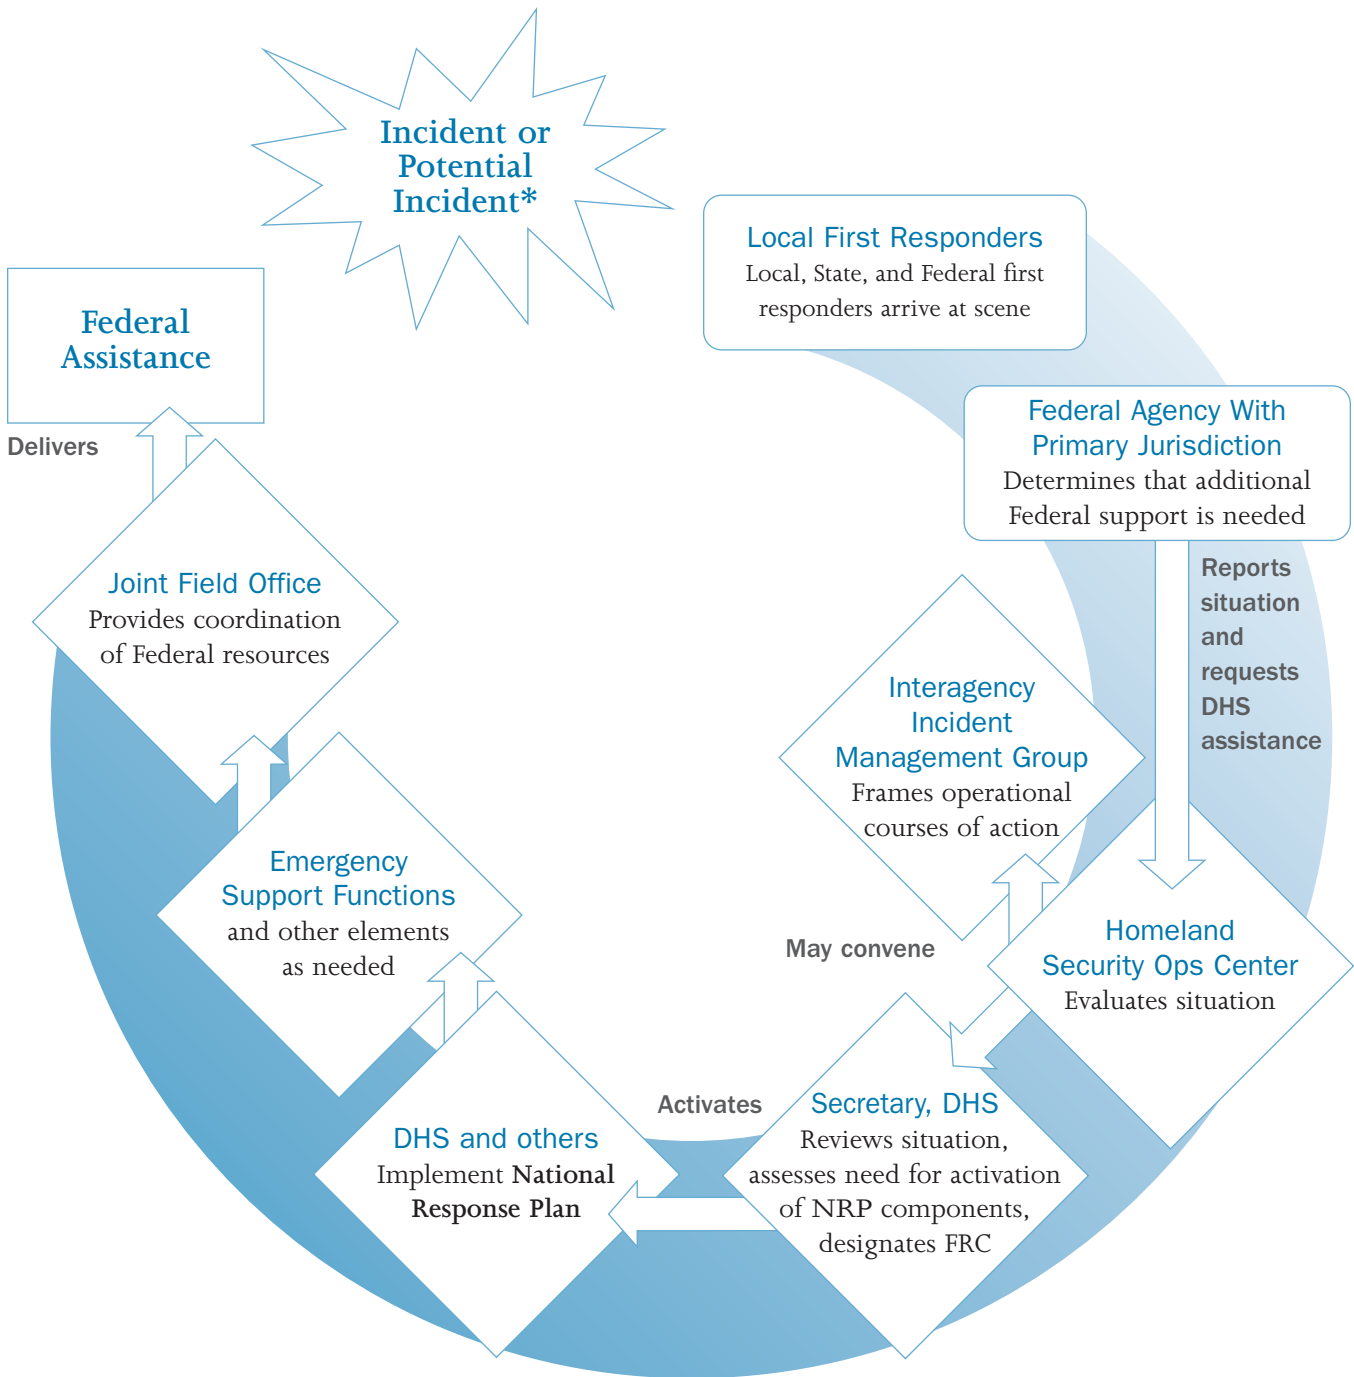 Incident or
Potential
Incident*
Local First Responders
Local, State, and Federal first
responders arrive at scene
Federal Agency With
Primary Jurisdiction
Determines that additional
Federal support is needed
Reports
situation
and
requests
DHS
assistance
Homeland
Security Ops Center
Evaluates situation
May convene
Interagency
Incident
Management Group
Frames operational
courses of action
Secretary, DHS
Reviews situation,
assesses need for activation
of NRP components,
designates FRC
Activates
DHS and others
Implement National
Response Plan
Emergency
Support Functions
and other elements
as needed
Joint Field Office
Provides coordination
of Federal resources
Delivers
Federal
Assistance